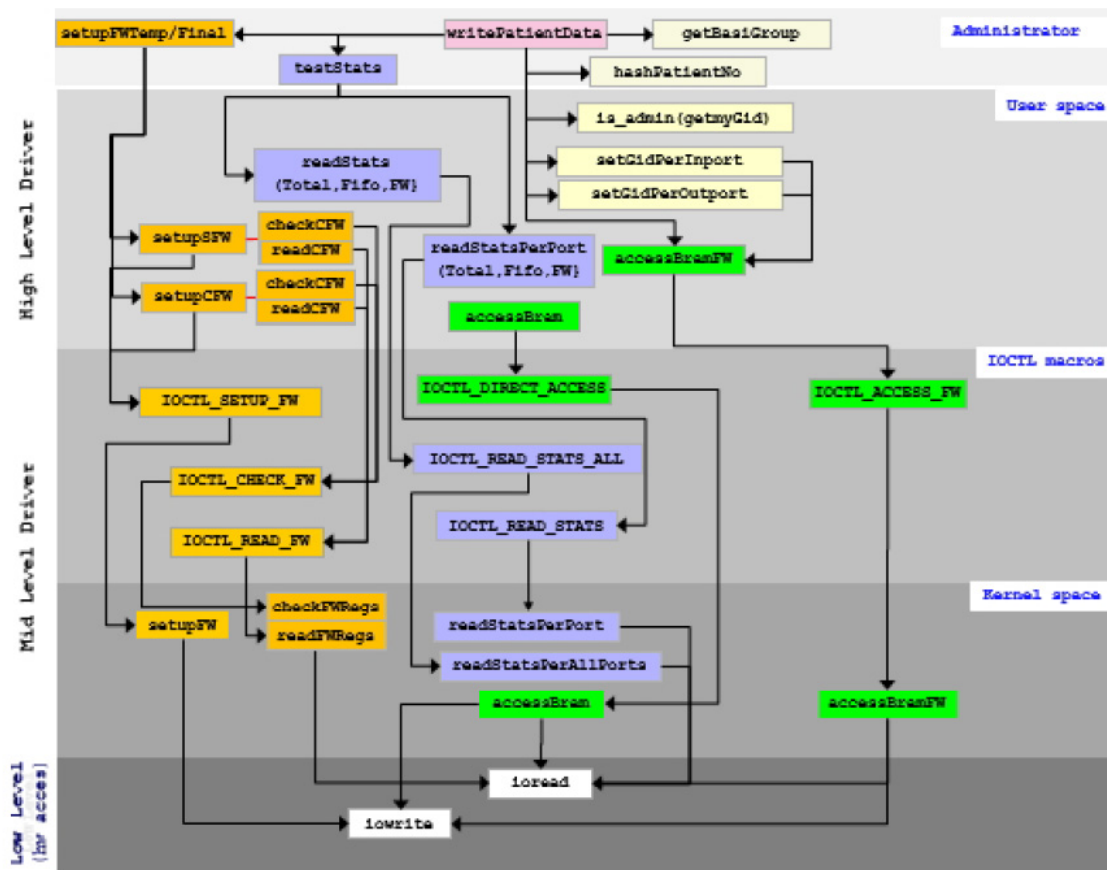 setupFWTemp/Final
writePatientData
getBasiGroup
Administrator
testStats
hashPatientNo
User space
is_admin(getmyGid)
readStats
(Total,Fifo,FW}
setGidPerInport
setGidPerOutport
High Level Driver
setupSFW
checkCFW
readCFW
readStatsPerPort
(Total,Fifo,FW}
accessBramFW
setupCFW
checkCFW
readCFW
accessBram
IOCTL macros
IOCTL_DIRECT_ACCESS
IOCTL_ACCESS_FW
IOCTL_SETUP_FW
IOCTL_READ_STATS_ALL
IOCTL_CHECK_FW
Mid Level Driver
IOCTL_READ_STATS
IOCTL_READ_FW
Kernel space
checkFWRegs
setupFW
readFWRegs
readStatsPerPort
readStatsPerAllPorts
accessBram
accessBramFW
Low Level
(hw acces)
ioread
iowrite